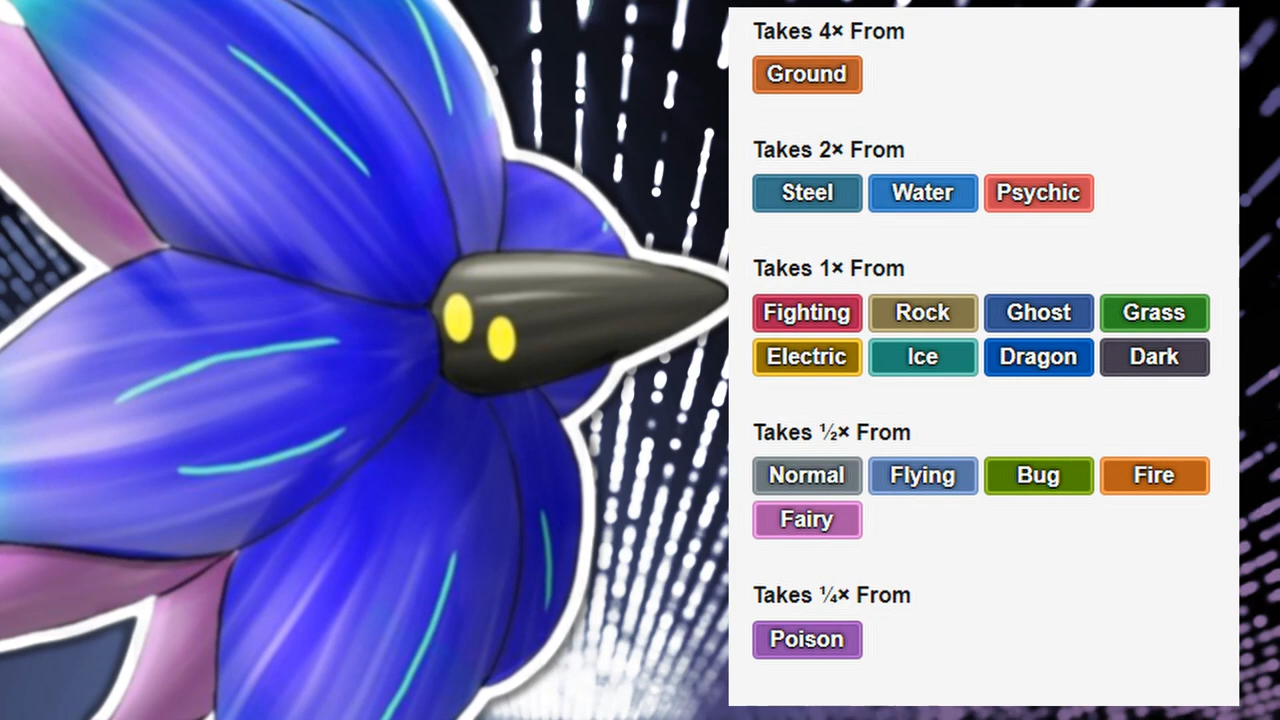 Takes 4× From
Ground
Takes 2× From
Steel Water Psychic
Takes 1× From
Fighting Rock Ghost Grass
Electric Ice Dragon Dark
Takes ½× From
Normal Flying Bug Fire
Fairy
Takes ¼× From
Poison